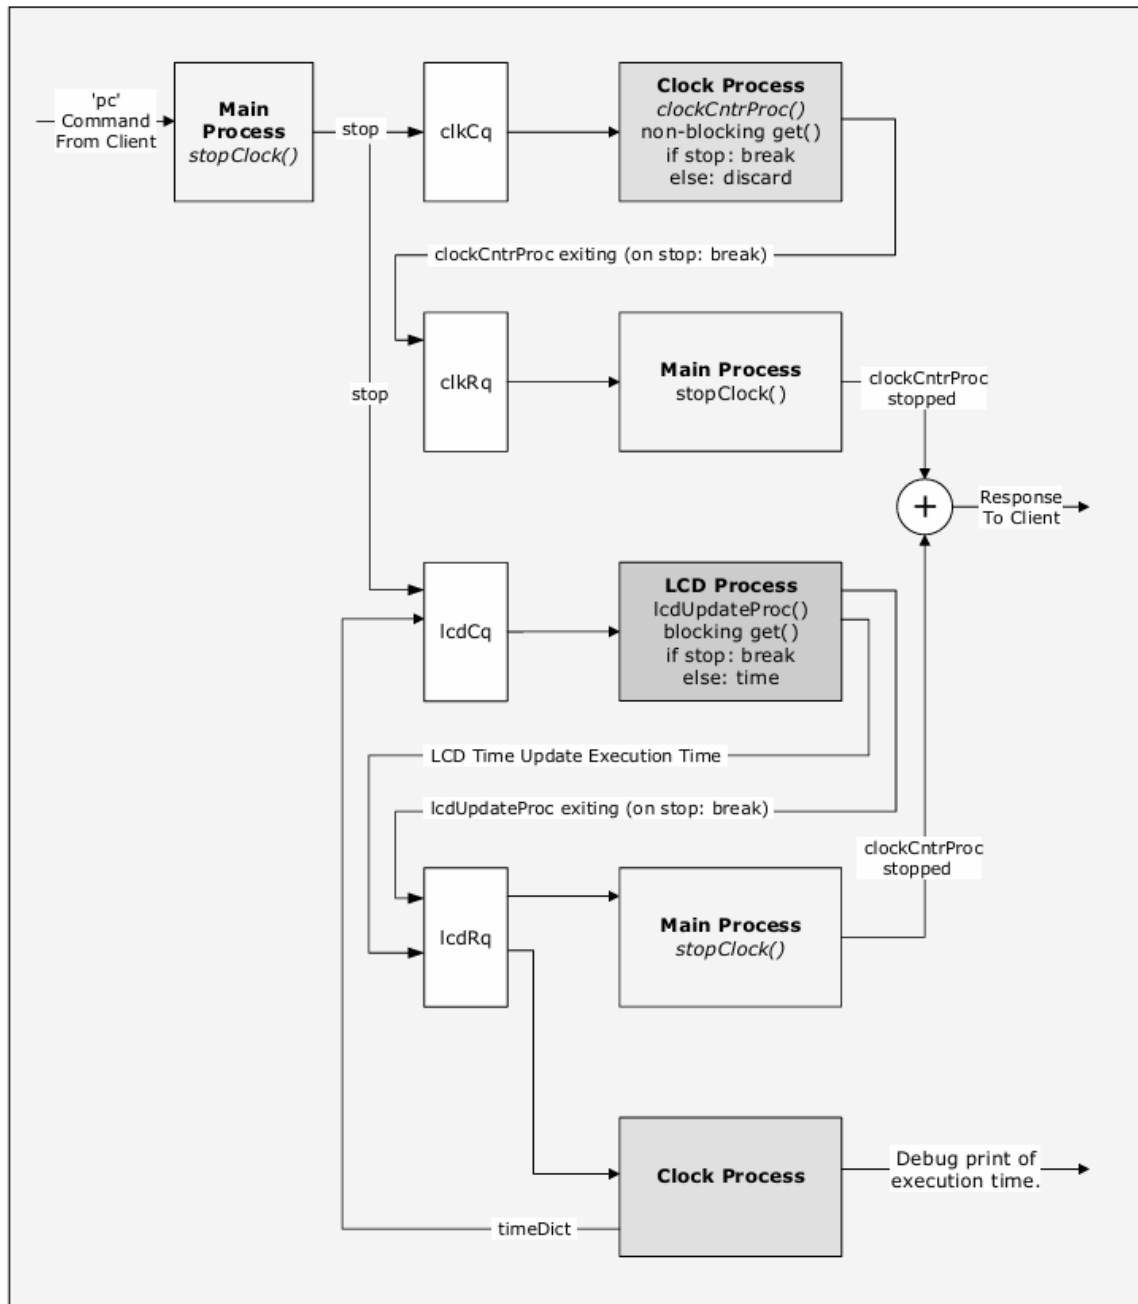 'pc'
Command
From Client
Main
Process
stopClock()
stop
clkCq
Clock Process
clockCntrProc()
non-blocking get()
if stop: break
else: discard
clockCntrProc exiting (on stop: break)
clkRq
Main Process
stopClock()
clockCntrProc
stopped
stop
+
Response
To Client
lcdCq
LCD Process
lcdUpdateProc()
blocking get()
if stop: break
else: time
LCD Time Update Execution Time
lcdUpdateProc exiting (on stop: break)
clockCntrProc
stopped
lcdRq
Main Process
stopClock()
Clock Process
Debug print of
execution time.
timeDict